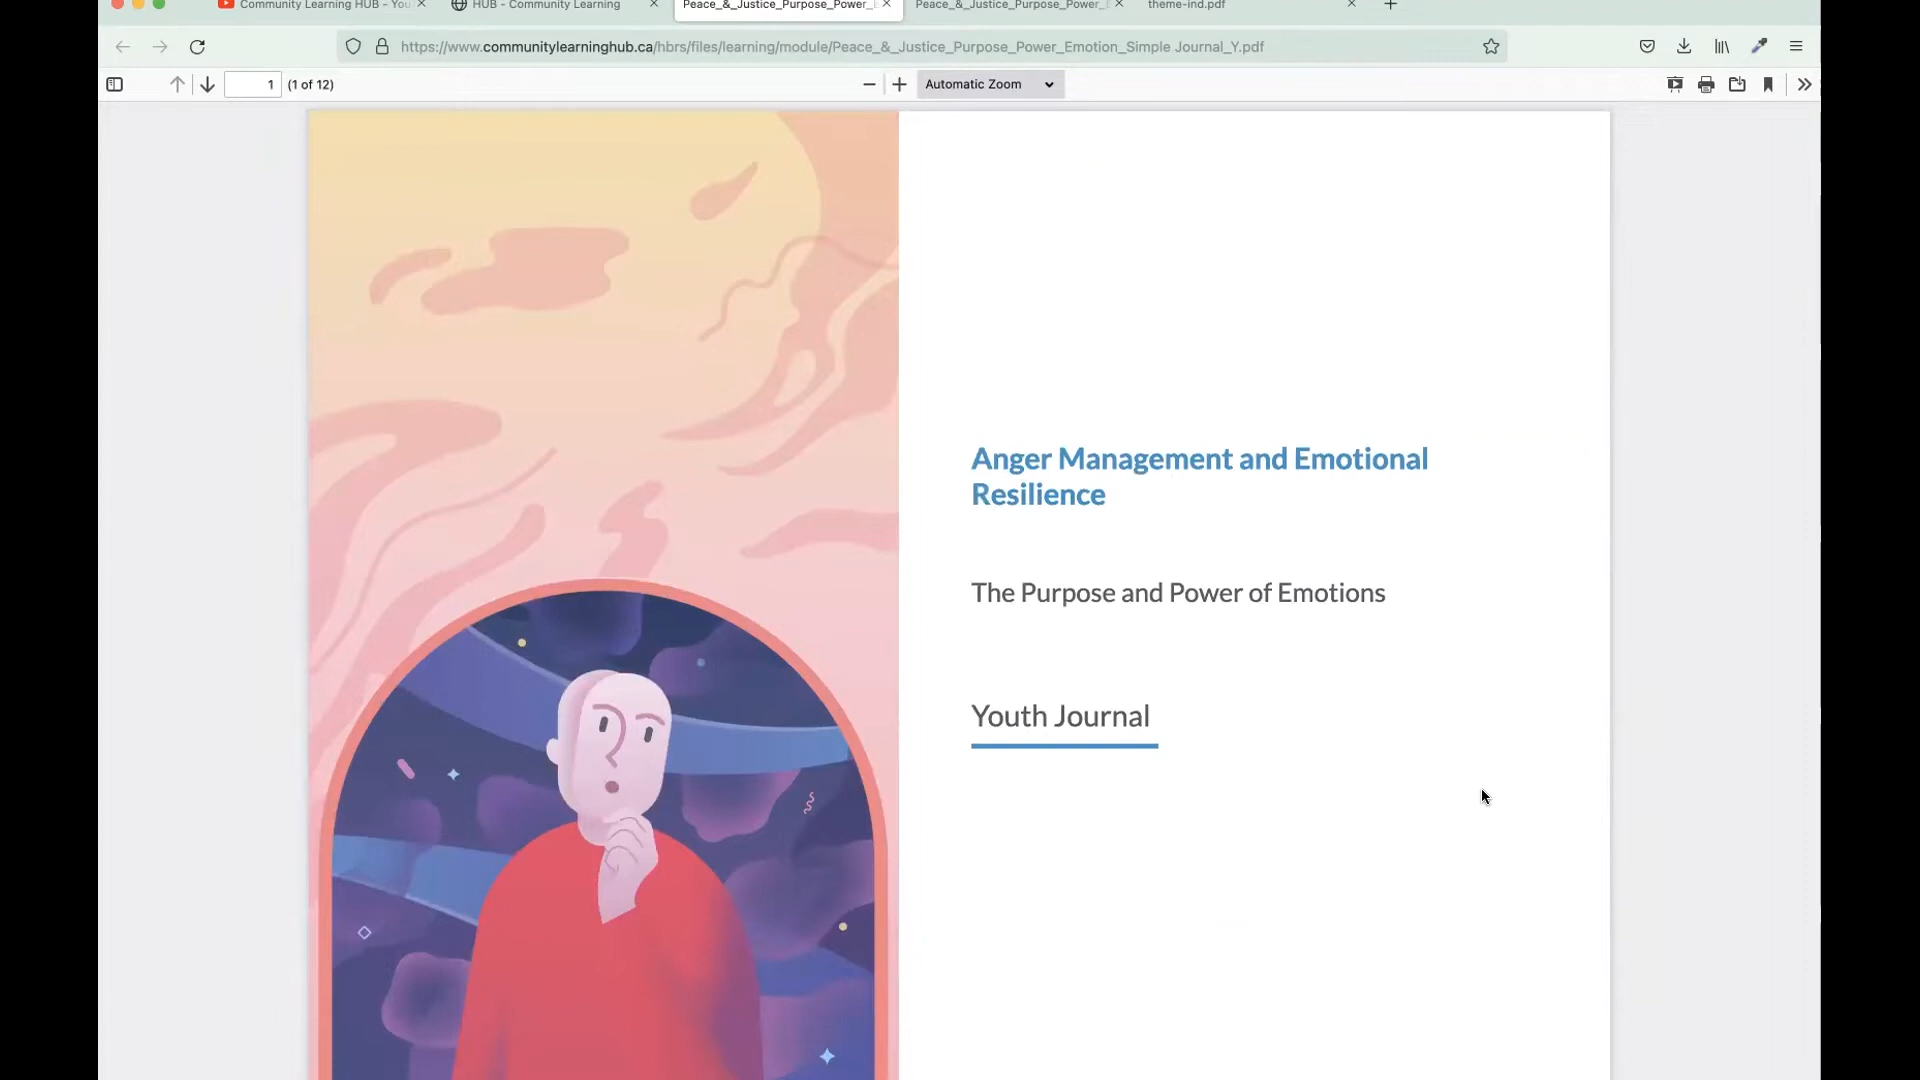 Community Learning HUB - You
HUB - Community Learning
Peace_&_Justice_Purpose_Power_E
Peace_&_Justice_Purpose_Power_E
theme-ind.pdf
https://www.communitylearninghub.ca/hbrs/files/learning/module/Peace_&_Justice_Purpose_Power_Emotion_Simple Journal_Y.pdf
1 (1 of 12)
Automatic Zoom
Anger Management and Emotional
Resilience
The Purpose and Power of Emotions
Youth Journal